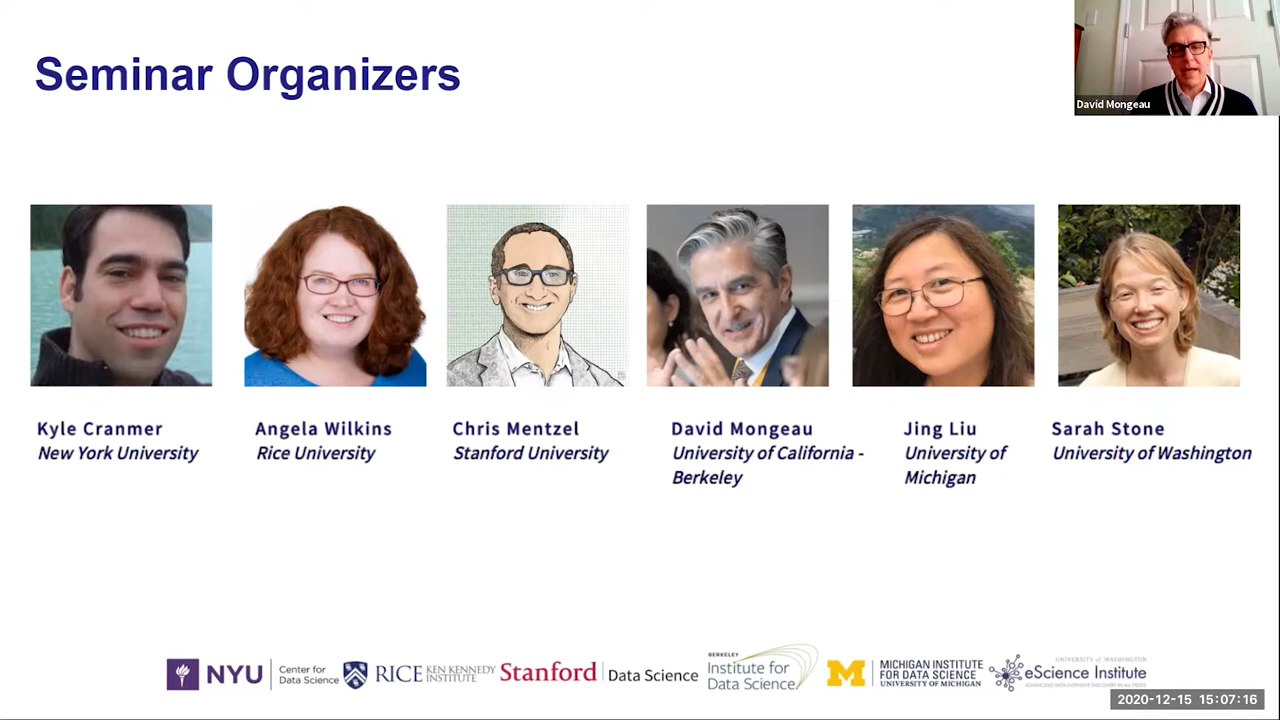 Seminar Organizers
David Mongeau
Kyle Cranmer
New York University
Angela Wilkins
Rice University
Chris Mentzel
Stanford University
David Mongeau
University of California -
Berkeley
Jing Liu
University of
Michigan
Sarah Stone
University of Washington
NYU
Center for
Data Science
RICE
KEN KENNEDY
INSTITUTE
Stanford
Data Science
BERKELEY
Institute for
Data Science
M
MICHIGAN INSTITUTE
FOR DATA SCIENCE
UNIVERSITY OF MICHIGAN
UNIVERSITY OF WASHINGTON
eScience Institute
2020-12-15 15:07:16